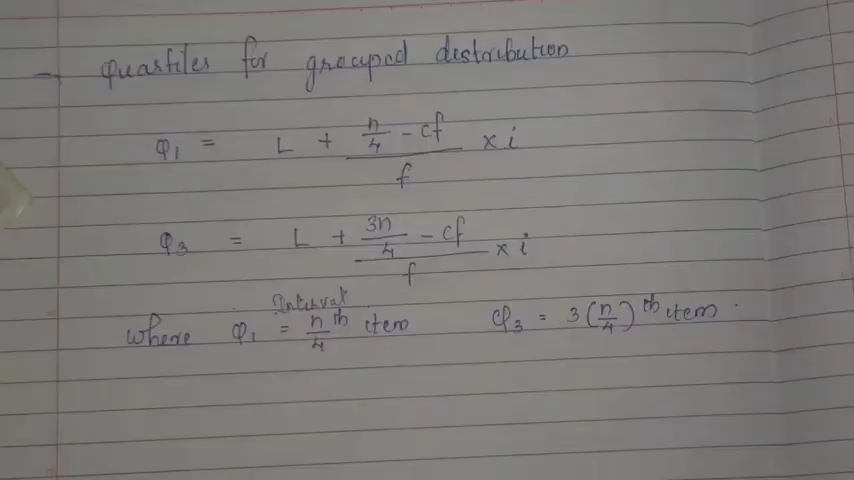 → Quartiles for grouped distribution
Q₁ = L + (n/4 - cf)/f × i
Q₃ = L + (3n/4 - cf)/f × i
Interval
where Q₁ = n/4 th item Q₃ = 3(n/4)th item.